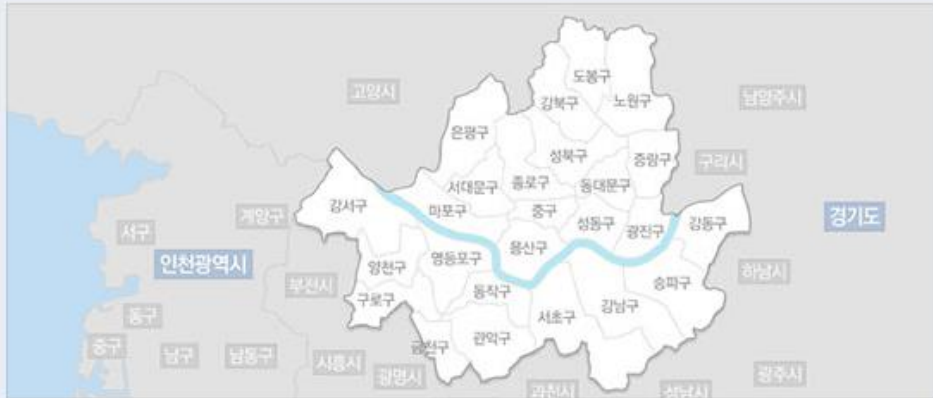 도봉구
고양시
강북구
노원구
남양주시
은평구
성북구
중랑구
구리시
서대문구
종로구
동대문구
강서구
마포구
중구
성동구
광진구
강동구
경기도
계양구
서구
용산구
인천광역시
양천구
영등포구
하남시
부천시
동작구
송파구
구로구
강남구
동구
서초구
관악구
중구
남구
남동구
시흥시
금천구
광명시
광주시
과천시
성남시